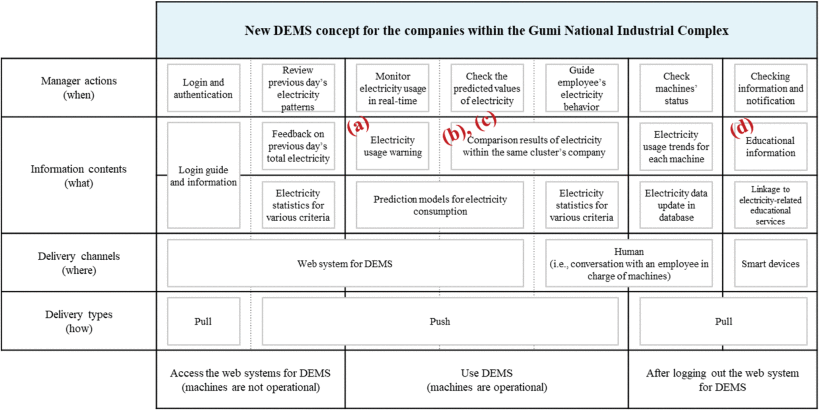 New DEMS concept for the companies within the Gumi National Industrial Complex
Manager actions
(when)
Login and
authentication
Review
previous day's
electricity
patterns
Monitor
electricity usage
in real-time
Check the
predicted values
of electricity
Guide
employee's
electricity
behavior
Check
machines'
status
Checking
information and
notification
Information contents
(what)
Login guide
and information
Feedback on
previous day's
total electricity
(a)
Electricity
usage warning
(b), (c)
Comparison results of electricity
within the same cluster's company
Electricity
usage trends for
each machine
(d)
Educational
information
Electricity
statistics for
various criteria
Prediction models for electricity
consumption
Electricity
statistics for
various criteria
Electricity data
update in
database
Linkage to
electricity-related
educational
services
Delivery channels
(where)
Web system for DEMS
Human
(i.e., conversation with an employee in
charge of machines)
Smart devices
Delivery types
(how)
Pull
Push
Pull
Access the web systems for DEMS
(machines are not operational)
Use DEMS
(machines are operational)
After logging out the web system
for DEMS